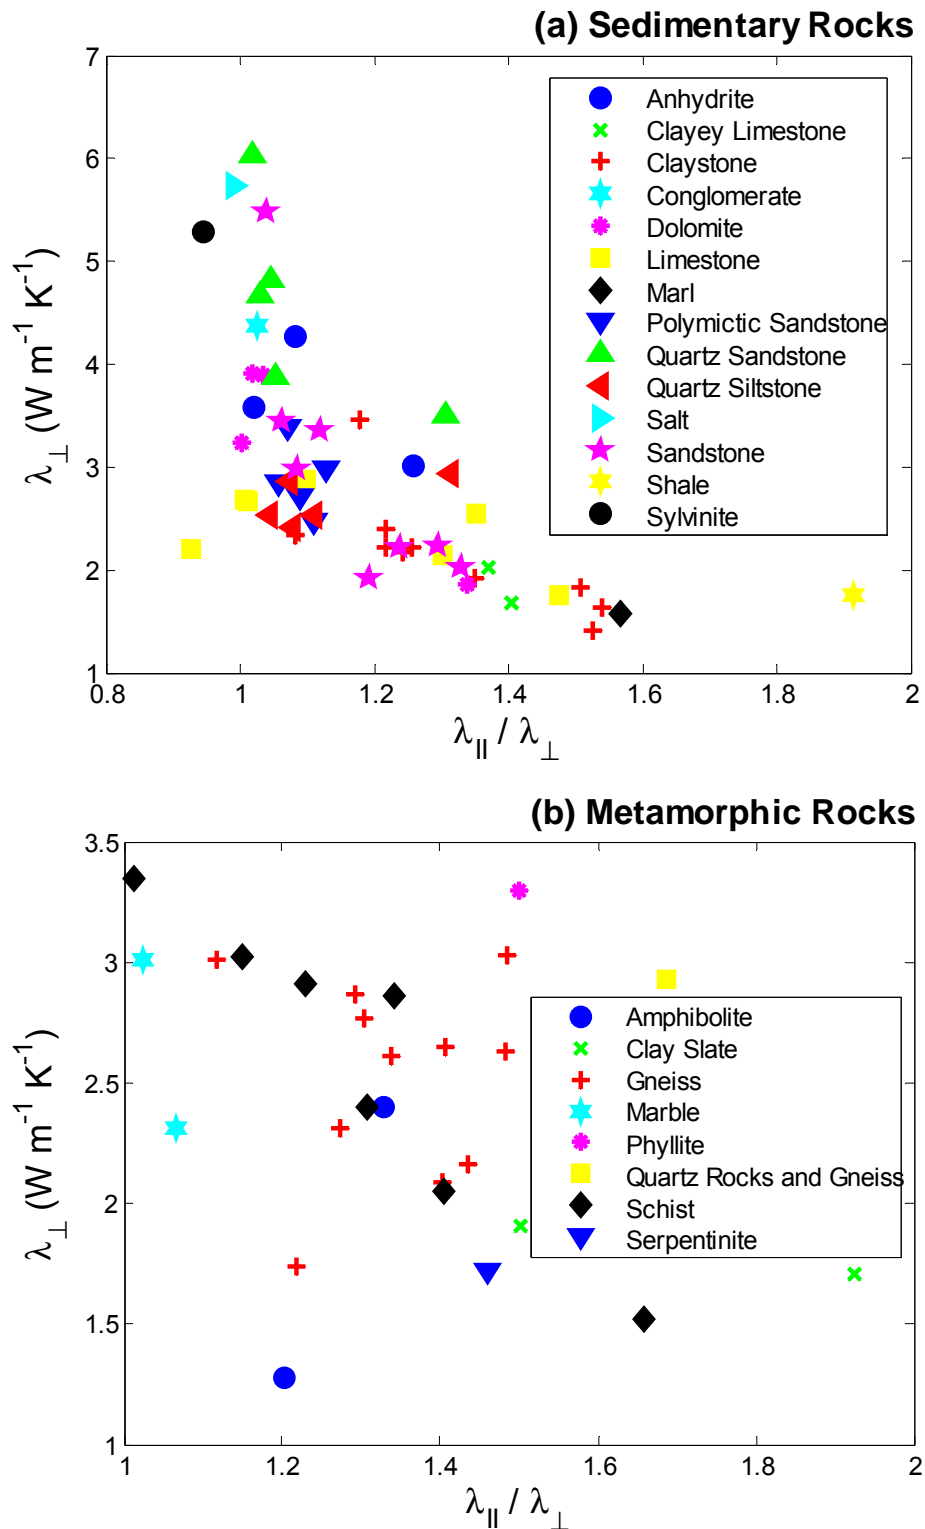 (a) Sedimentary Rocks
7
6
5
4
3
2
1
λ⊥ (W m⁻¹ K⁻¹)
Anhydrite
Clayey Limestone
Claystone
Conglomerate
Dolomite
Limestone
Marl
Polymictic Sandstone
Quartz Sandstone
Quartz Siltstone
Salt
Sandstone
Shale
Sylvinite
0.8 1 1.2 1.4 1.6 1.8 2
λ|| / λ⊥
(b) Metamorphic Rocks
3.5
3
2.5
2
1.5
1
λ⊥ (W m⁻¹ K⁻¹)
Amphibolite
Clay Slate
Gneiss
Marble
Phyllite
Quartz Rocks and Gneiss
Schist
Serpentinite
1 1.2 1.4 1.6 1.8 2
λ|| / λ⊥